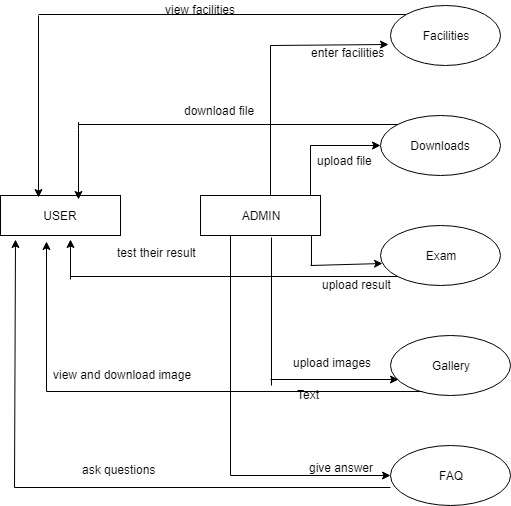 view facilities
Facilities
enter facilities
download file
Downloads
upload file
USER
ADMIN
test their result
Exam
upload result
upload images
Gallery
view and download image
Text
ask questions
give answer
FAQ